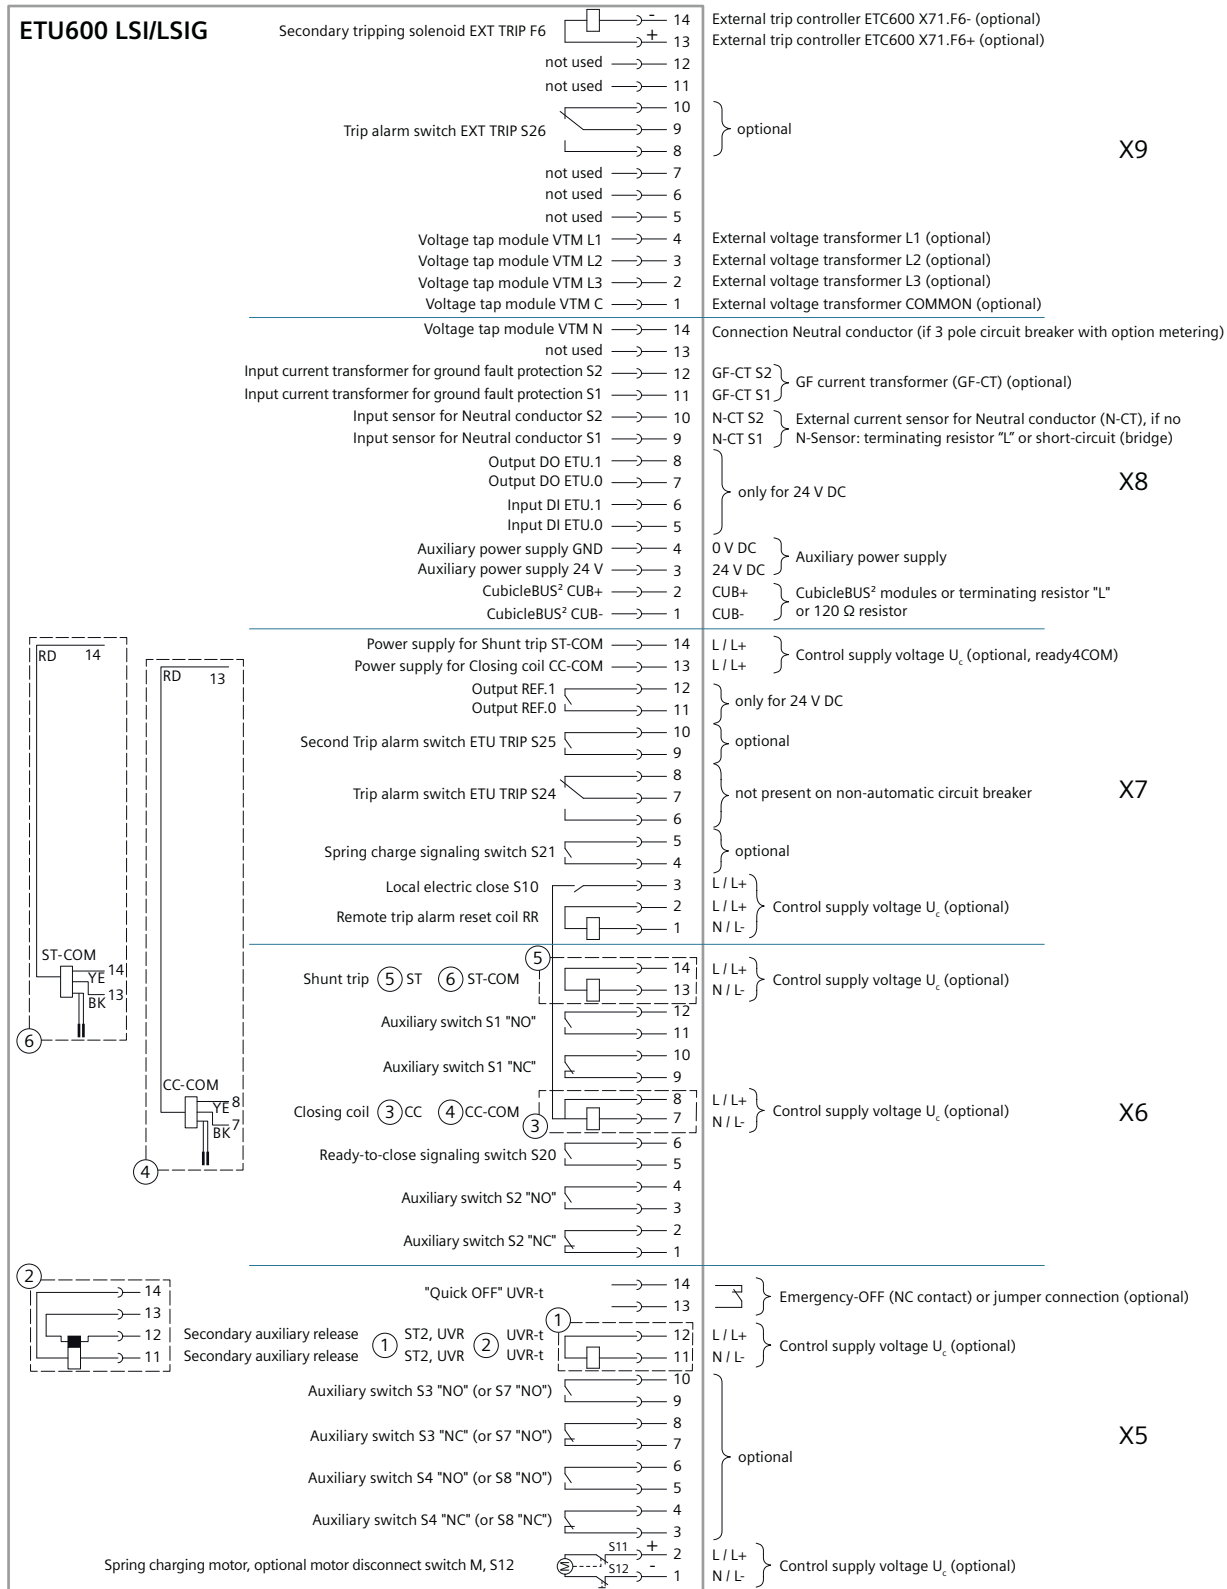 ETU600 LSI/LSIG
Secondary tripping solenoid EXT TRIP F6 - 14 External trip controller ETC600 X71.F6- (optional)
+ 13 External trip controller ETC600 X71.F6+ (optional)
not used 12
not used 11
10
Trip alarm switch EXT TRIP S26 9 optional
8
X9
not used 7
not used 6
not used 5
Voltage tap module VTM L1 4 External voltage transformer L1 (optional)
Voltage tap module VTM L2 3 External voltage transformer L2 (optional)
Voltage tap module VTM L3 2 External voltage transformer L3 (optional)
Voltage tap module VTM C 1 External voltage transformer COMMON (optional)
Voltage tap module VTM N 14 Connection Neutral conductor (if 3 pole circuit breaker with option metering)
not used 13
Input current transformer for ground fault protection S2 12 GF-CT S2
GF current transformer (GF-CT) (optional)
Input current transformer for ground fault protection S1 11 GF-CT S1
Input sensor for Neutral conductor S2 10 N-CT S2 External current sensor for Neutral conductor (N-CT), if no
Input sensor for Neutral conductor S1 9 N-CT S1 N-Sensor: terminating resistor "L" or short-circuit (bridge)
Output DO ETU.1 8
Output DO ETU.0 7
only for 24 V DC
X8
Input DI ETU.1 6
Input DI ETU.0 5
Auxiliary power supply GND 4 0 V DC
Auxiliary power supply
Auxiliary power supply 24 V 3 24 V DC
CubicleBUS² CUB+ 2 CUB+ CubicleBUS² modules or terminating resistor "L"
CubicleBUS² CUB- 1 CUB- or 120 Ω resistor
Power supply for Shunt trip ST-COM 14 L / L+
Control supply voltage Uc (optional, ready4COM)
Power supply for Closing coil CC-COM 13 L / L+
Output REF.1 12
only for 24 V DC
Output REF.0 11
10
Second Trip alarm switch ETU TRIP S25 optional
9
8
Trip alarm switch ETU TRIP S24 7 not present on non-automatic circuit breaker
X7
6
5
Spring charge signaling switch S21 optional
4
Local electric close S10 3 L / L+
2 L / L+ Control supply voltage Uc (optional)
Remote trip alarm reset coil RR
1 N / L-
RD 14
RD 13
ST-COM
14
YE
BK 13
6
CC-COM
8
YE
BK 7
4
5
14 L / L+
Shunt trip 5 ST 6 ST-COM Control supply voltage Uc (optional)
13 N / L-
12
Auxiliary switch S1 "NO"
11
10
Auxiliary switch S1 "NC"
9
8 L / L+
Closing coil 3 CC 4 CC-COM Control supply voltage Uc (optional)
7 N / L-
3
X6
6
Ready-to-close signaling switch S20
5
4
Auxiliary switch S2 "NO"
3
2
Auxiliary switch S2 "NC"
1
2
14
13
12
11
14
"Quick OFF" UVR-t Emergency-OFF (NC contact) or jumper connection (optional)
13
1
Secondary auxiliary release 1 ST2, UVR 2 UVR-t 12 L / L+
Control supply voltage Uc (optional)
Secondary auxiliary release ST2, UVR UVR-t 11 N / L-
10
Auxiliary switch S3 "NO" (or S7 "NO")
9
8
Auxiliary switch S3 "NC" (or S7 "NO")
7
X5
optional
6
Auxiliary switch S4 "NO" (or S8 "NO")
5
4
Auxiliary switch S4 "NC" (or S8 "NC")
3
S11 + 2 L / L+
Spring charging motor, optional motor disconnect switch M, S12 M Control supply voltage Uc (optional)
S12 - 1 N / L-